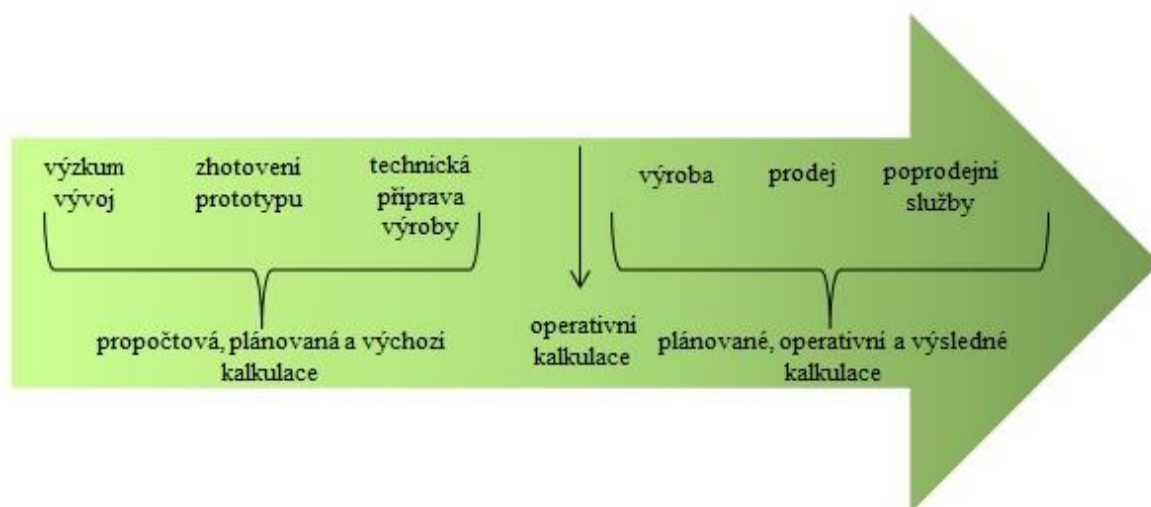 výzkum
vývoj
zhotovení
prototypu
technická
příprava
výroby
výroba
prodej
poprodejní
služby
propočtová, plánovaná a výchozí
kalkulace
operativní
kalkulace
plánované, operativní a výsledné
kalkulace